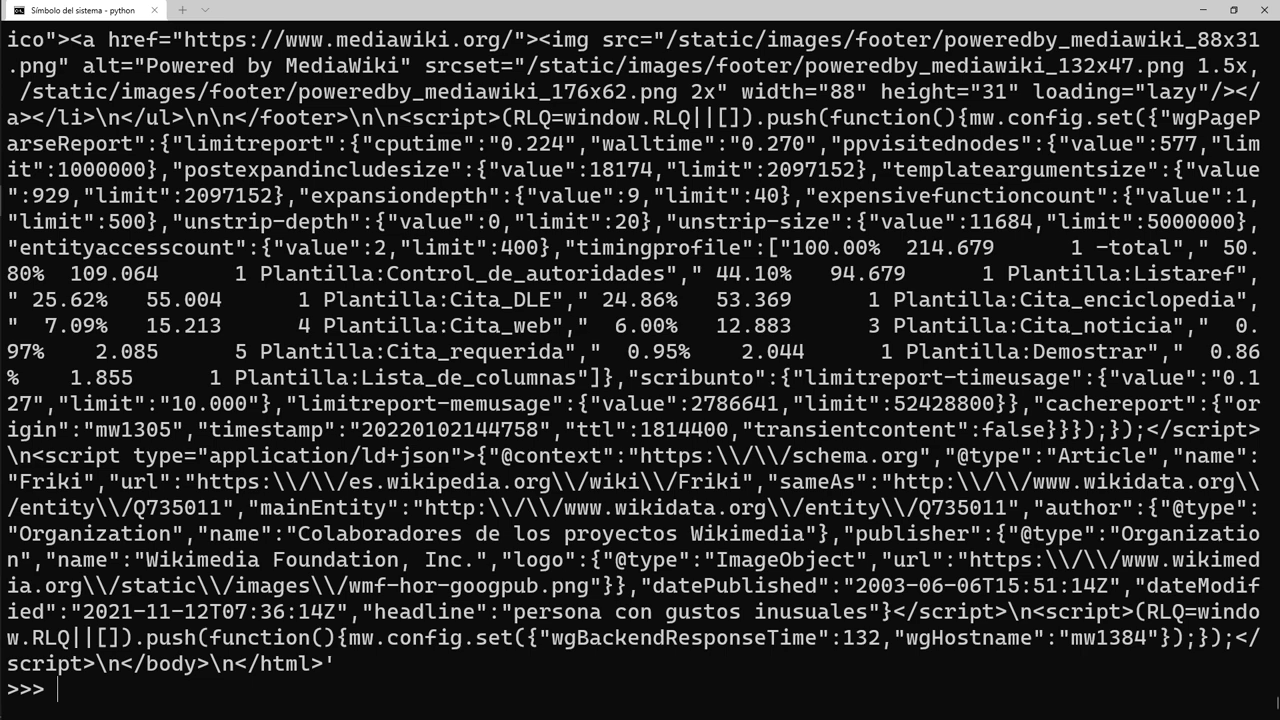 Símbolo del sistema - python
ico"><a href="https://www.mediawiki.org/"><img src="/static/images/footer/poweredby_mediawiki_88x31
.png" alt="Powered by MediaWiki" srcset="/static/images/footer/poweredby_mediawiki_132x47.png 1.5x,
 /static/images/footer/poweredby_mediawiki_176x62.png 2x" width="88" height="31" loading="lazy"/></
a></li>\n</ul>\n\n</footer>\n\n<script>(RLQ=window.RLQ||[]).push(function(){mw.config.set({"wgPageP
arseReport":{"limitreport":{"cputime":"0.224","walltime":"0.270","ppvisitednodes":{"value":577,"lim
it":1000000},"postexpandincludesize":{"value":18174,"limit":2097152},"templateargumentsize":{"value
":929,"limit":2097152},"expansiondepth":{"value":9,"limit":40},"expensivefunctioncount":{"value":1,
"limit":500},"unstrip-depth":{"value":0,"limit":20},"unstrip-size":{"value":11684,"limit":5000000},
"entityaccesscount":{"value":2,"limit":400},"timingprofile":["100.00%  214.679      1 -total"," 50.
80%  109.064      1 Plantilla:Control_de_autoridades"," 44.10%   94.679      1 Plantilla:Listaref",
" 25.62%   55.004      1 Plantilla:Cita_DLE"," 24.86%   53.369      1 Plantilla:Cita_enciclopedia",
"  7.09%   15.213      4 Plantilla:Cita_web","  6.00%   12.883      3 Plantilla:Cita_noticia","  0.
97%    2.085      5 Plantilla:Cita_requerida","  0.95%    2.044      1 Plantilla:Demostrar","  0.86
%    1.855      1 Plantilla:Lista_de_columnas"]},"scribunto":{"limitreport-timeusage":{"value":"0.1
27","limit":"10.000"},"limitreport-memusage":{"value":2786641,"limit":52428800}},"cachereport":{"or
igin":"mw1305","timestamp":"20220102144758","ttl":1814400,"transientcontent":false}}});});</script>
\n<script type="application/ld+json">{"@context":"https:\\/\\/schema.org","@type":"Article","name":
"Friki","url":"https:\\/\\/es.wikipedia.org\\/wiki\\/Friki","sameAs":"http:\\/\\/www.wikidata.org\\
/entity\\/Q735011","mainEntity":"http:\\/\\/www.wikidata.org\\/entity\\/Q735011","author":{"@type":
"Organization","name":"Colaboradores de los proyectos Wikimedia"},"publisher":{"@type":"Organizatio
n","name":"Wikimedia Foundation, Inc.","logo":{"@type":"ImageObject","url":"https:\\/\\/www.wikimed
ia.org\\/static\\/images\\/wmf-hor-googpub.png"}},"datePublished":"2003-06-06T15:51:14Z","dateModif
ied":"2021-11-12T07:36:14Z","headline":"persona con gustos inusuales"}</script>\n<script>(RLQ=windo
w.RLQ||[]).push(function(){mw.config.set({"wgBackendResponseTime":132,"wgHostname":"mw1384"});});</
script>\n</body>\n</html>'
>>>